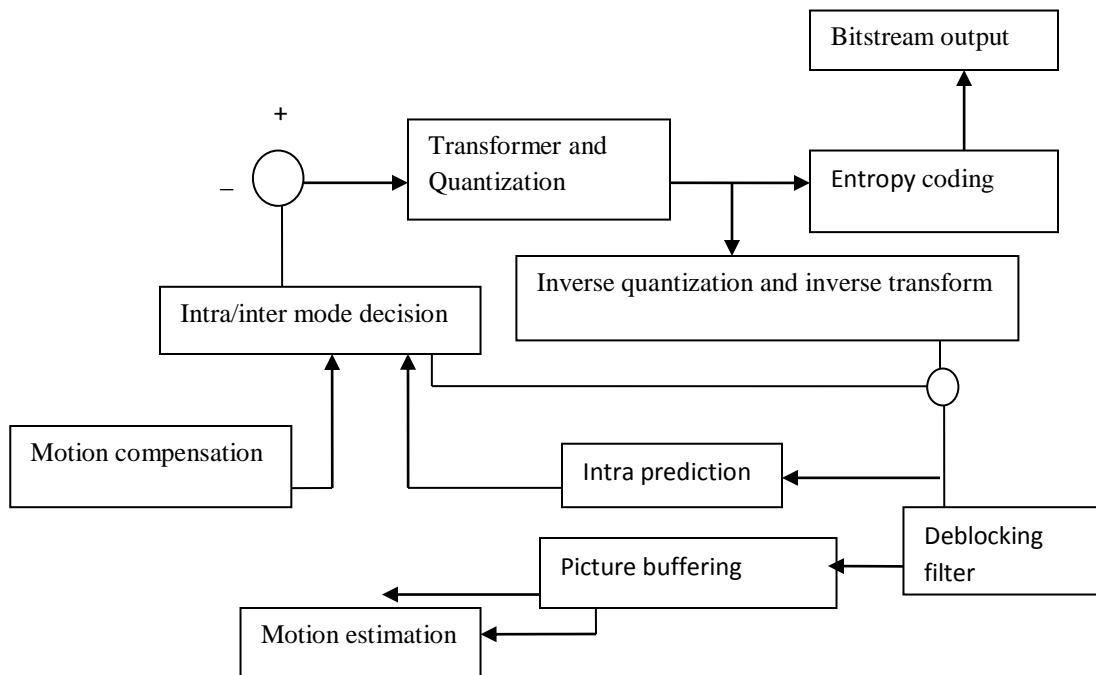 Bitstream output
+
Transformer and
Quantization
–
Entropy coding
Inverse quantization and inverse transform
Intra/inter mode decision
Motion compensation
Intra prediction
Deblocking
filter
Picture buffering
Motion estimation